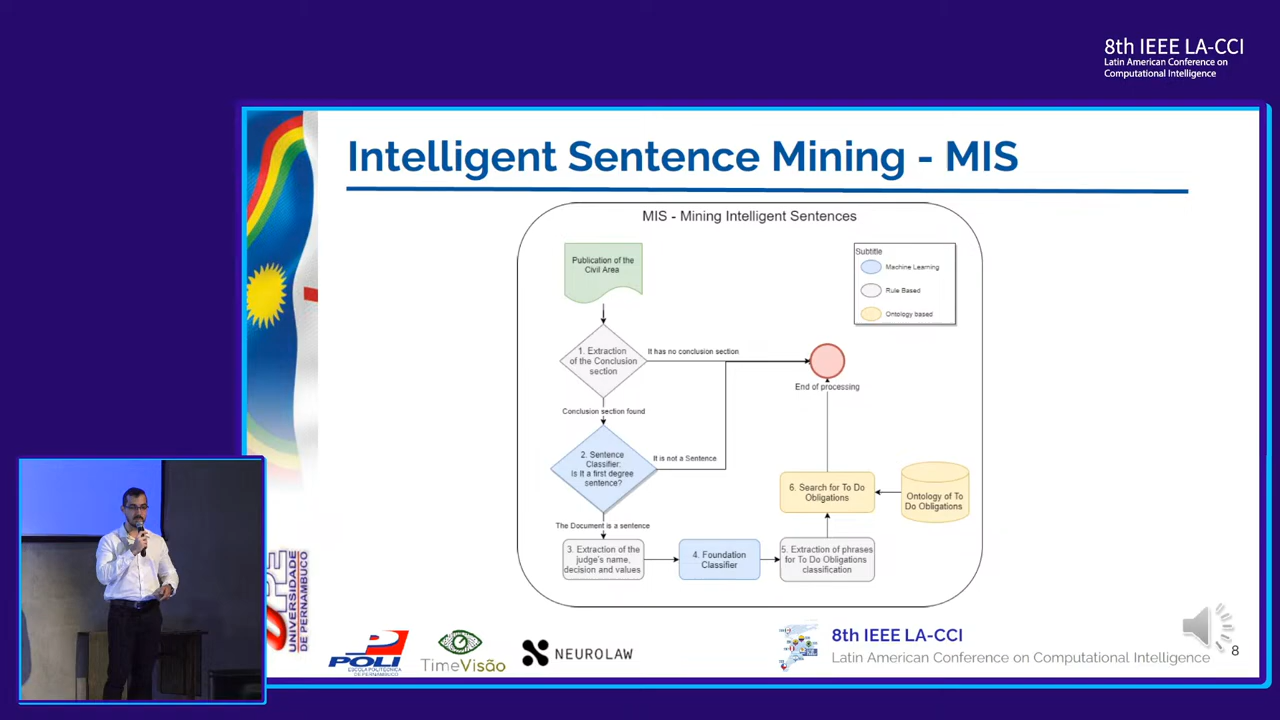 8th IEEE LA-CCI
Latin American Conference on
Computational Intelligence
Intelligent Sentence Mining - MIS
MIS - Mining Intelligent Sentences
Publication of the
Civil Area
Subtitle
Machine Learning
Rule Based
Ontology based
1. Extraction
of the Conclusion
section
It has no conclusion section
End of processing
Conclusion section found
2. Sentence
Classifier:
Is It a first degree
sentence?
It is not a Sentence
The Document is a sentence
3. Extraction of the
judge's name,
decision and values
4. Foundation
Classifier
5. Extraction of phrases
for To Do Obligations
classification
6. Search for To Do
Obligations
Ontology of To
Do Obligations
UNIVERSIDADE
DE PERNAMBUCO
POLI
ESCOLA POLITÉCNICA
DE PERNAMBUCO
TimeVisão
NEUROLAW
8th IEEE LA-CCI
Latin American Conference on Computational Intelligence
8